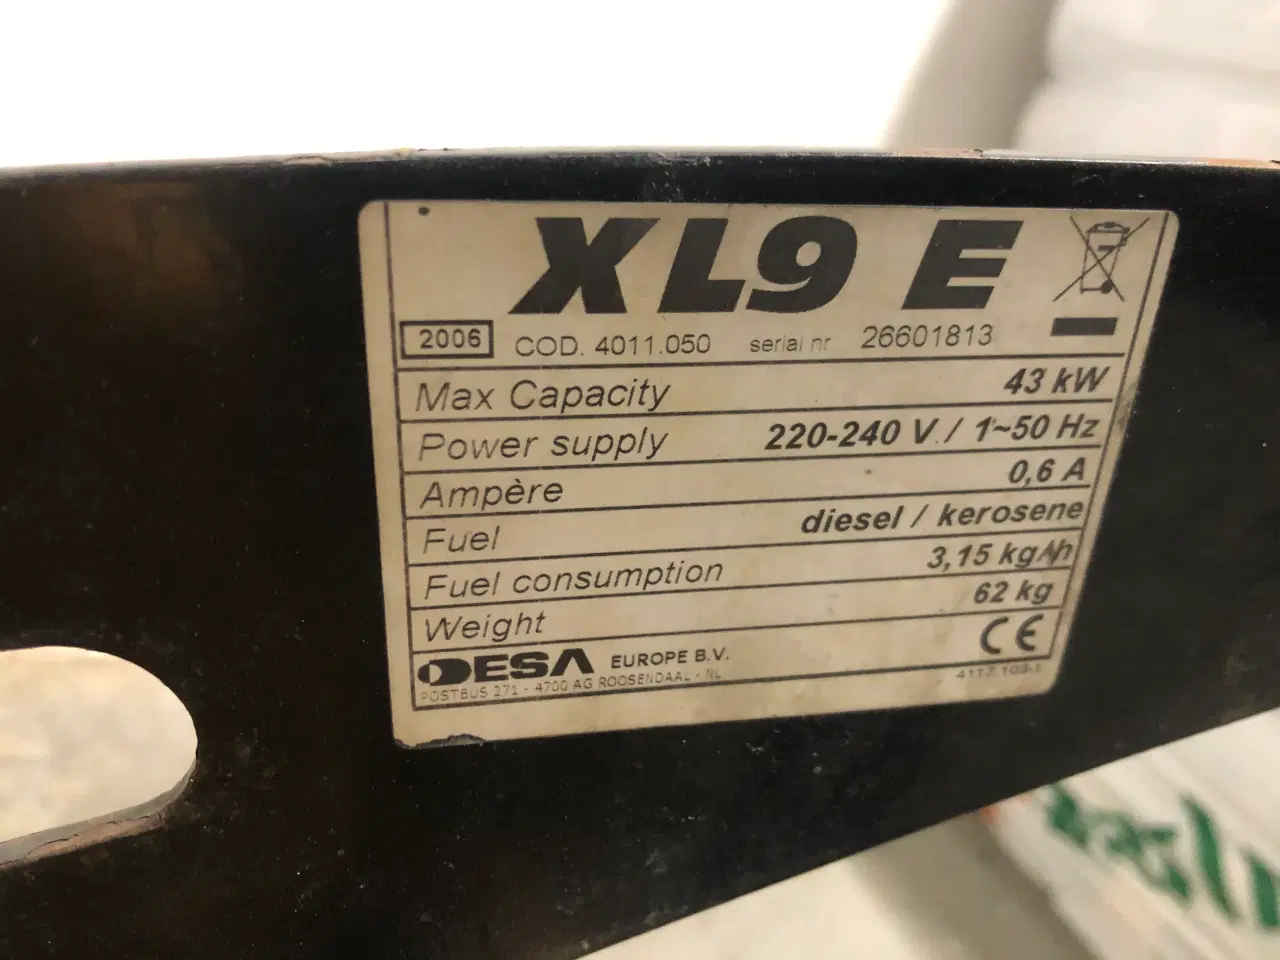 XL9 E
2006 COD. 4011.050 serial nr 26601813
Max Capacity 43 kW
Power supply 220-240 V / 1~50 Hz
Ampère 0,6 A
Fuel diesel / kerosene
Fuel consumption 3,15 kg/h
Weight 62 kg
DESA EUROPE B.V.
POSTBUS 271 - 4700 AG ROOSENDAAL - NL
CE